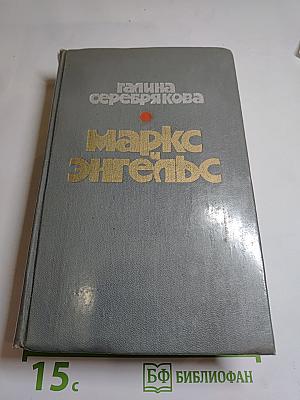 Галина
Серебрякова
Маркс
и
Энгельс
15с
БФ БИБЛИОФАН